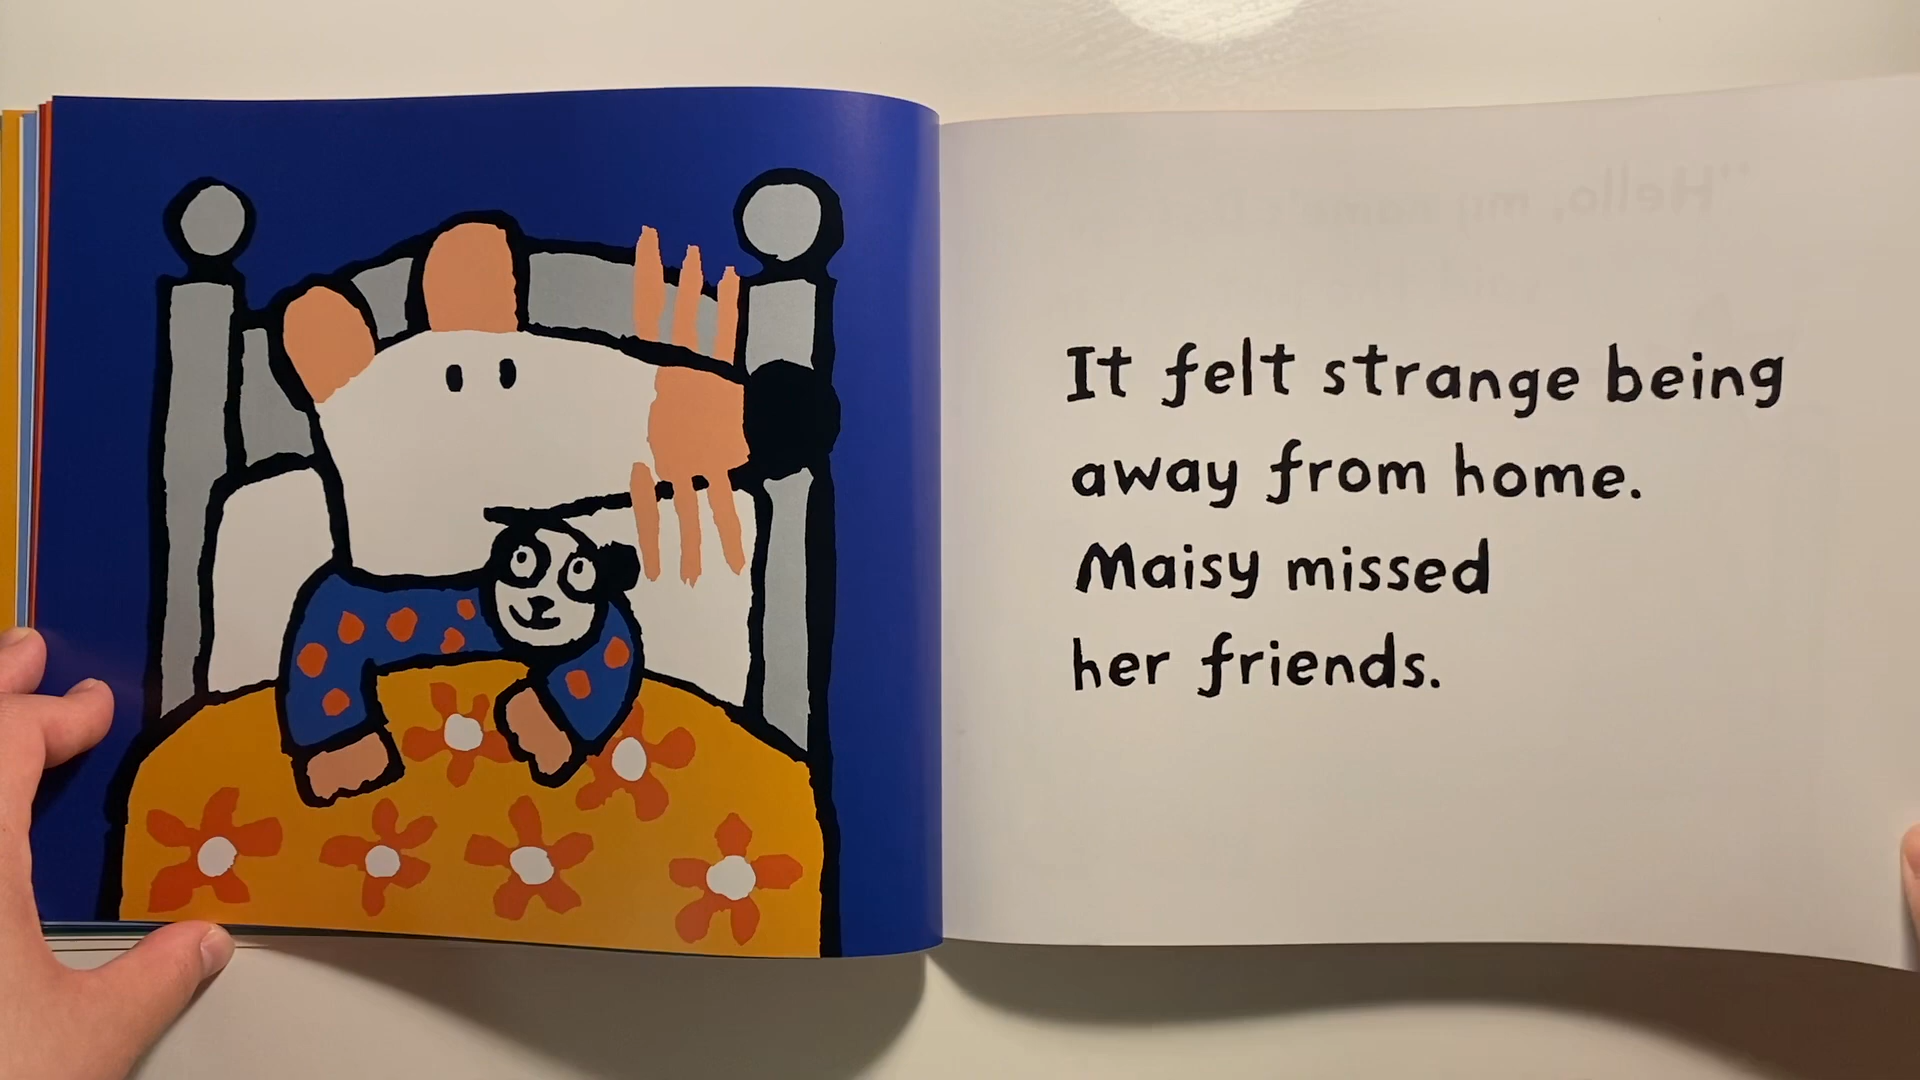 It felt strange being
away from home.
Maisy missed
her friends.